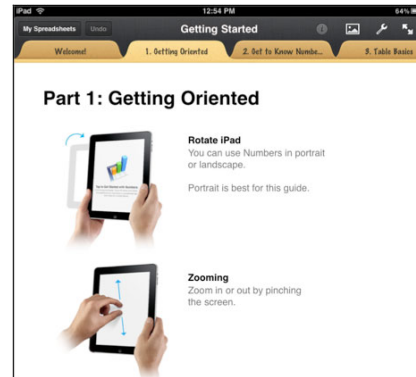 iPad 12:54 PM 64%
My Spreadsheets Undo Getting Started
Welcome! 1. Getting Oriented 2. Get to Know Numbe... 3. Table Basics
Part 1: Getting Oriented
Rotate iPad
You can use Numbers in portrait
or landscape.
Portrait is best for this guide.
Zooming
Zoom in or out by pinching
the screen.